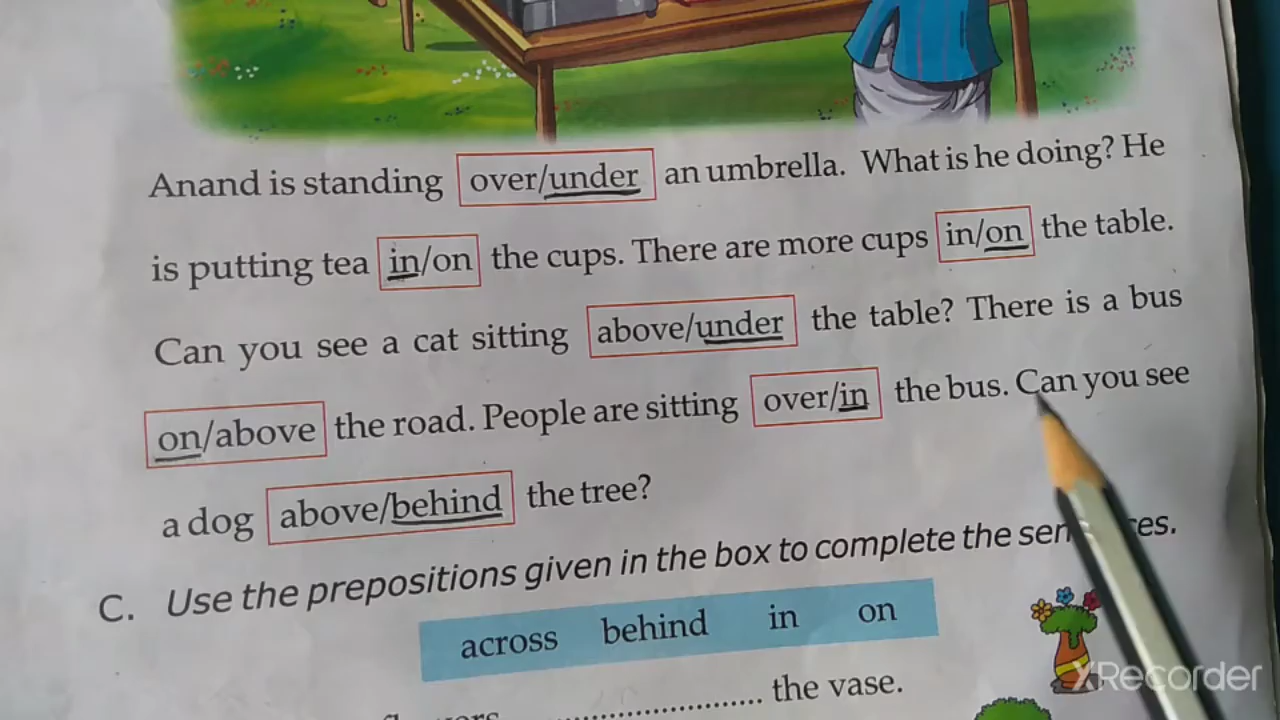 Anand is standing over/under an umbrella. What is he doing? He
is putting tea in/on the cups. There are more cups in/on the table.
Can you see a cat sitting above/under the table? There is a bus
on/above the road. People are sitting over/in the bus. Can you see
a dog above/behind the tree?
C. Use the prepositions given in the box to complete the
across behind in on
.......................... the vase.
XRecorder